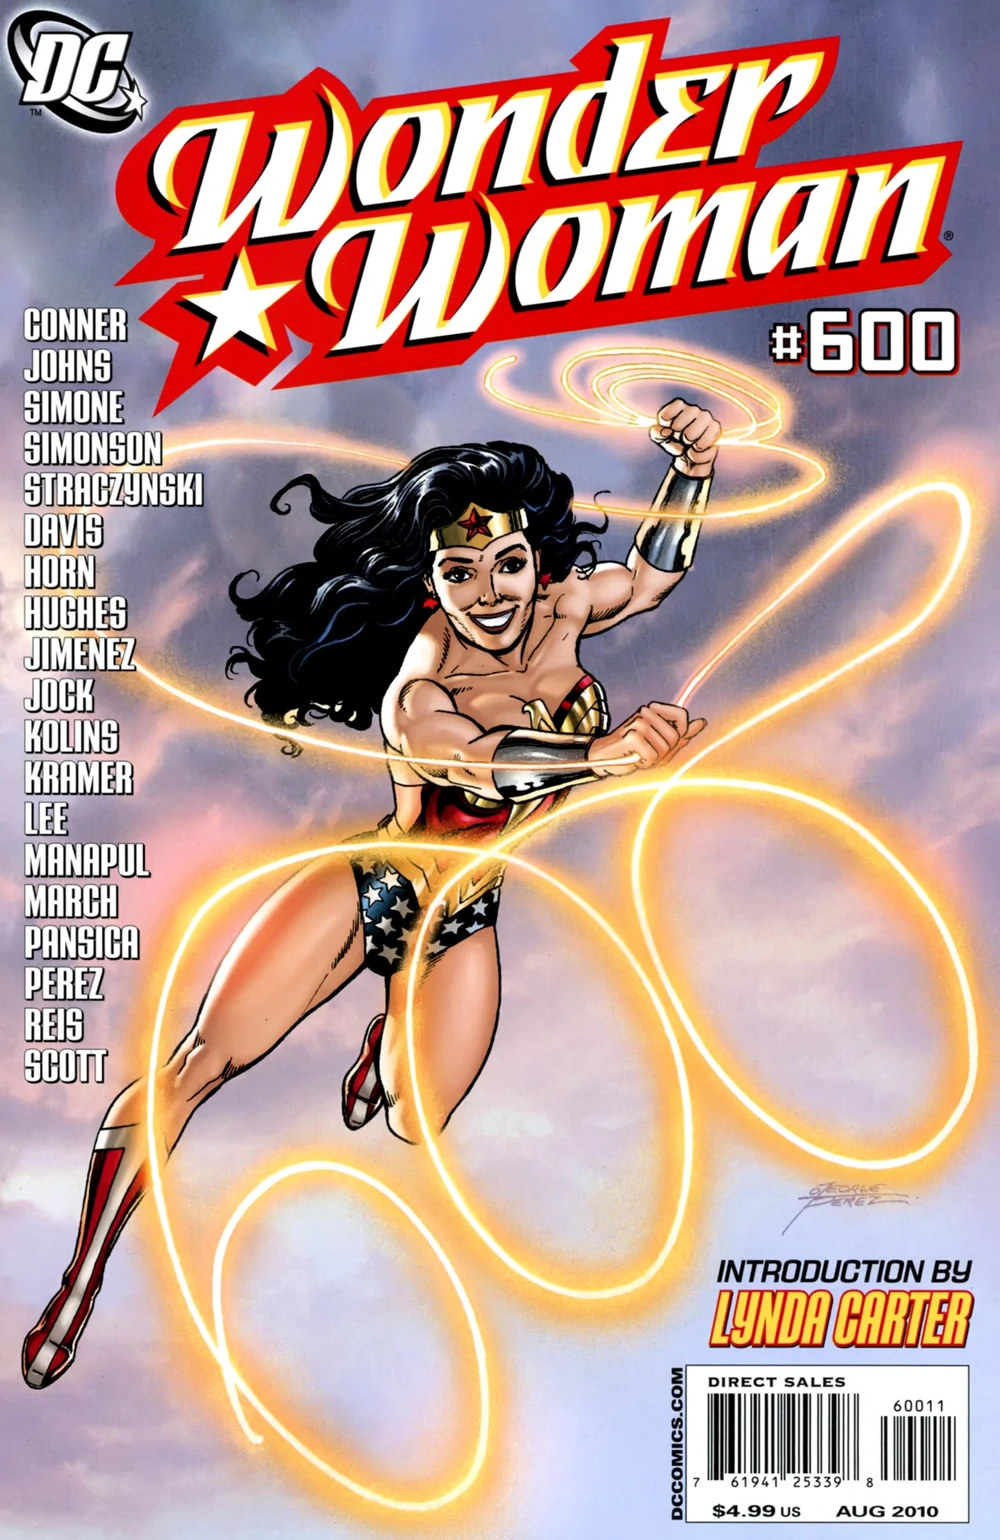 DC
TM
Wonder
Woman®
#600
CONNER
JOHNS
SIMONE
SIMONSON
STRACZYNSKI
DAVIS
HORN
HUGHES
JIMENEZ
JOCK
KOLINS
KRAMER
LEE
MANAPUL
MARCH
PANSICA
PEREZ
REIS
SCOTT
600
GEORGE
PEREZ
INTRODUCTION BY
LYNDA CARTER
DCCOMICS.COM
DIRECT SALES
60011
7 61941 25339 8
$4.99 US AUG 2010